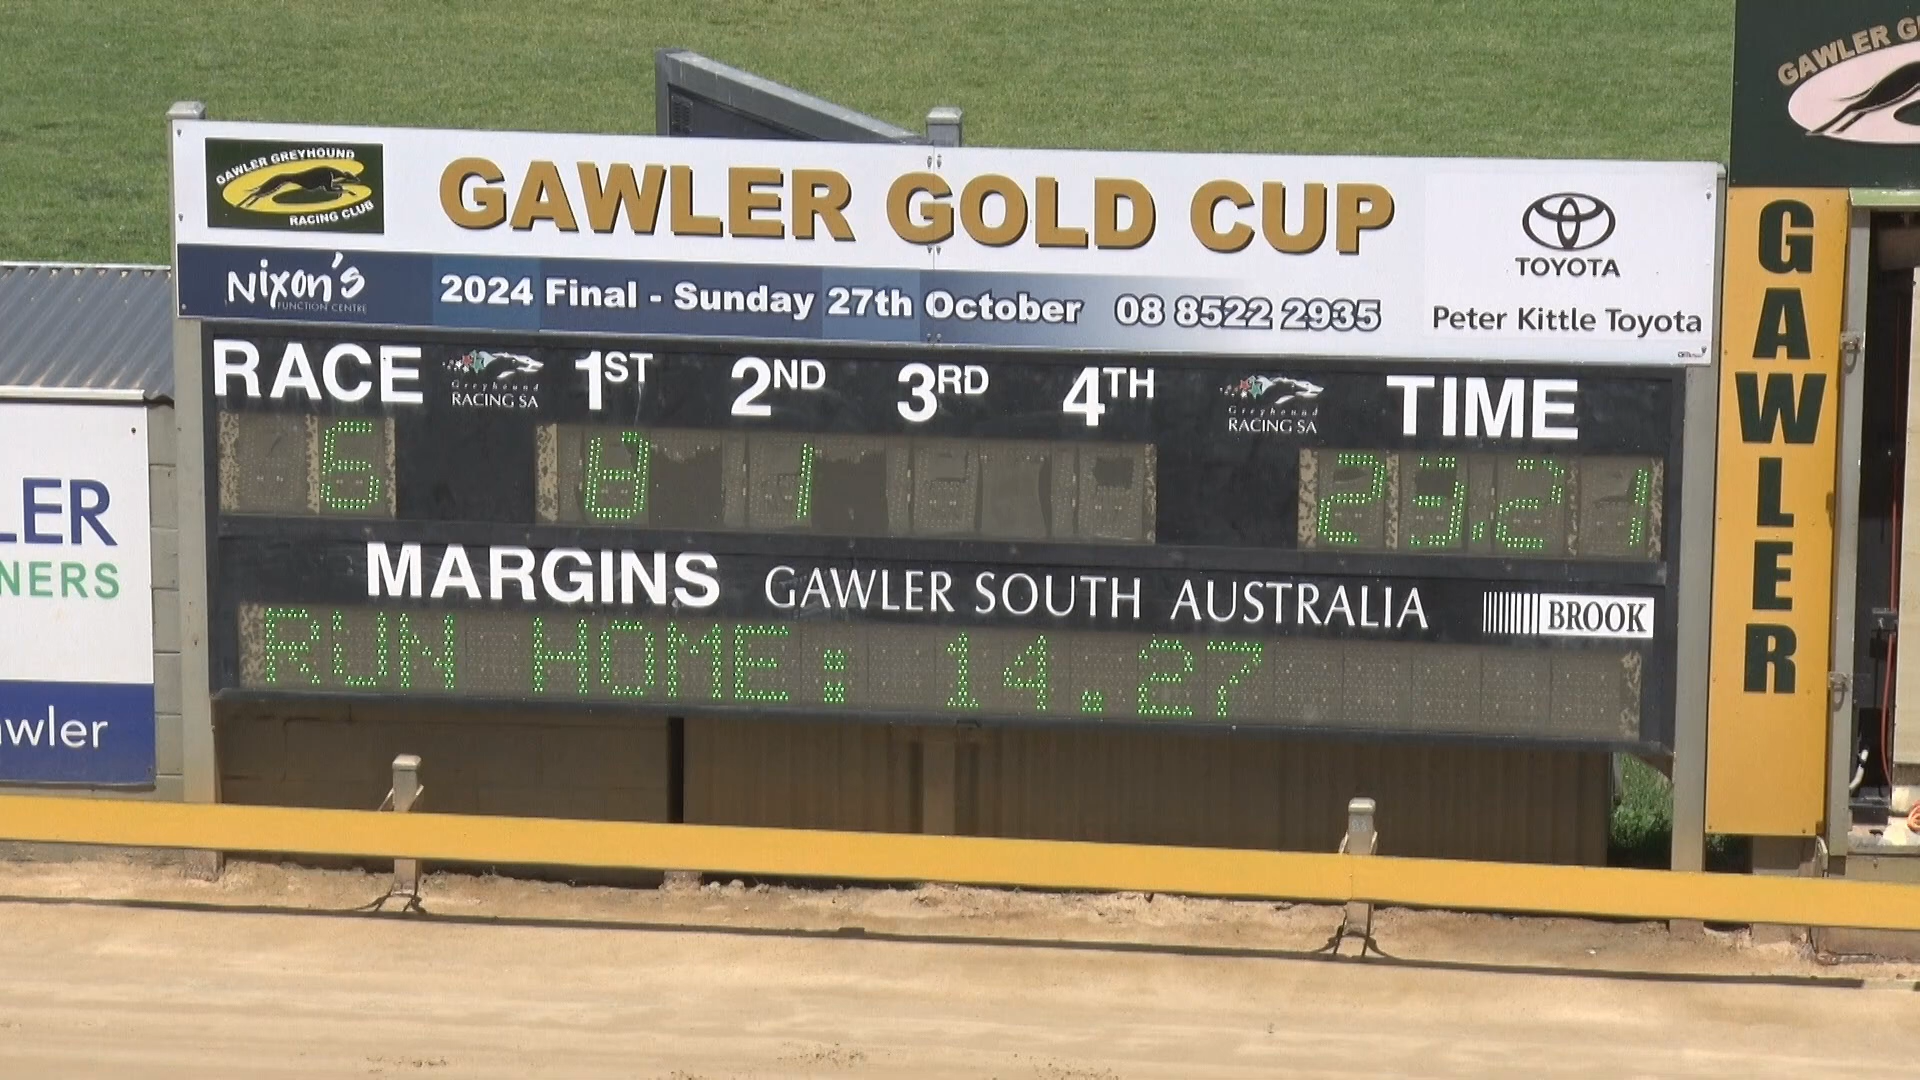 GAWLER G
GAWLER GREYHOUND
RACING CLUB
GAWLER GOLD CUP
TOYOTA
Nixon's
FUNCTION CENTRE
2024 Final - Sunday 27th October 08 8522 2935
Peter Kittle Toyota
RACE
Greyhound
RACING SA
1ST 2ND 3RD 4TH
Greyhound
RACING SA
TIME
6 8 1 23.21
MARGINS GAWLER SOUTH AUSTRALIA BROOK
RUN HOME: 14.27
GAWLER
LER
NERS
awler